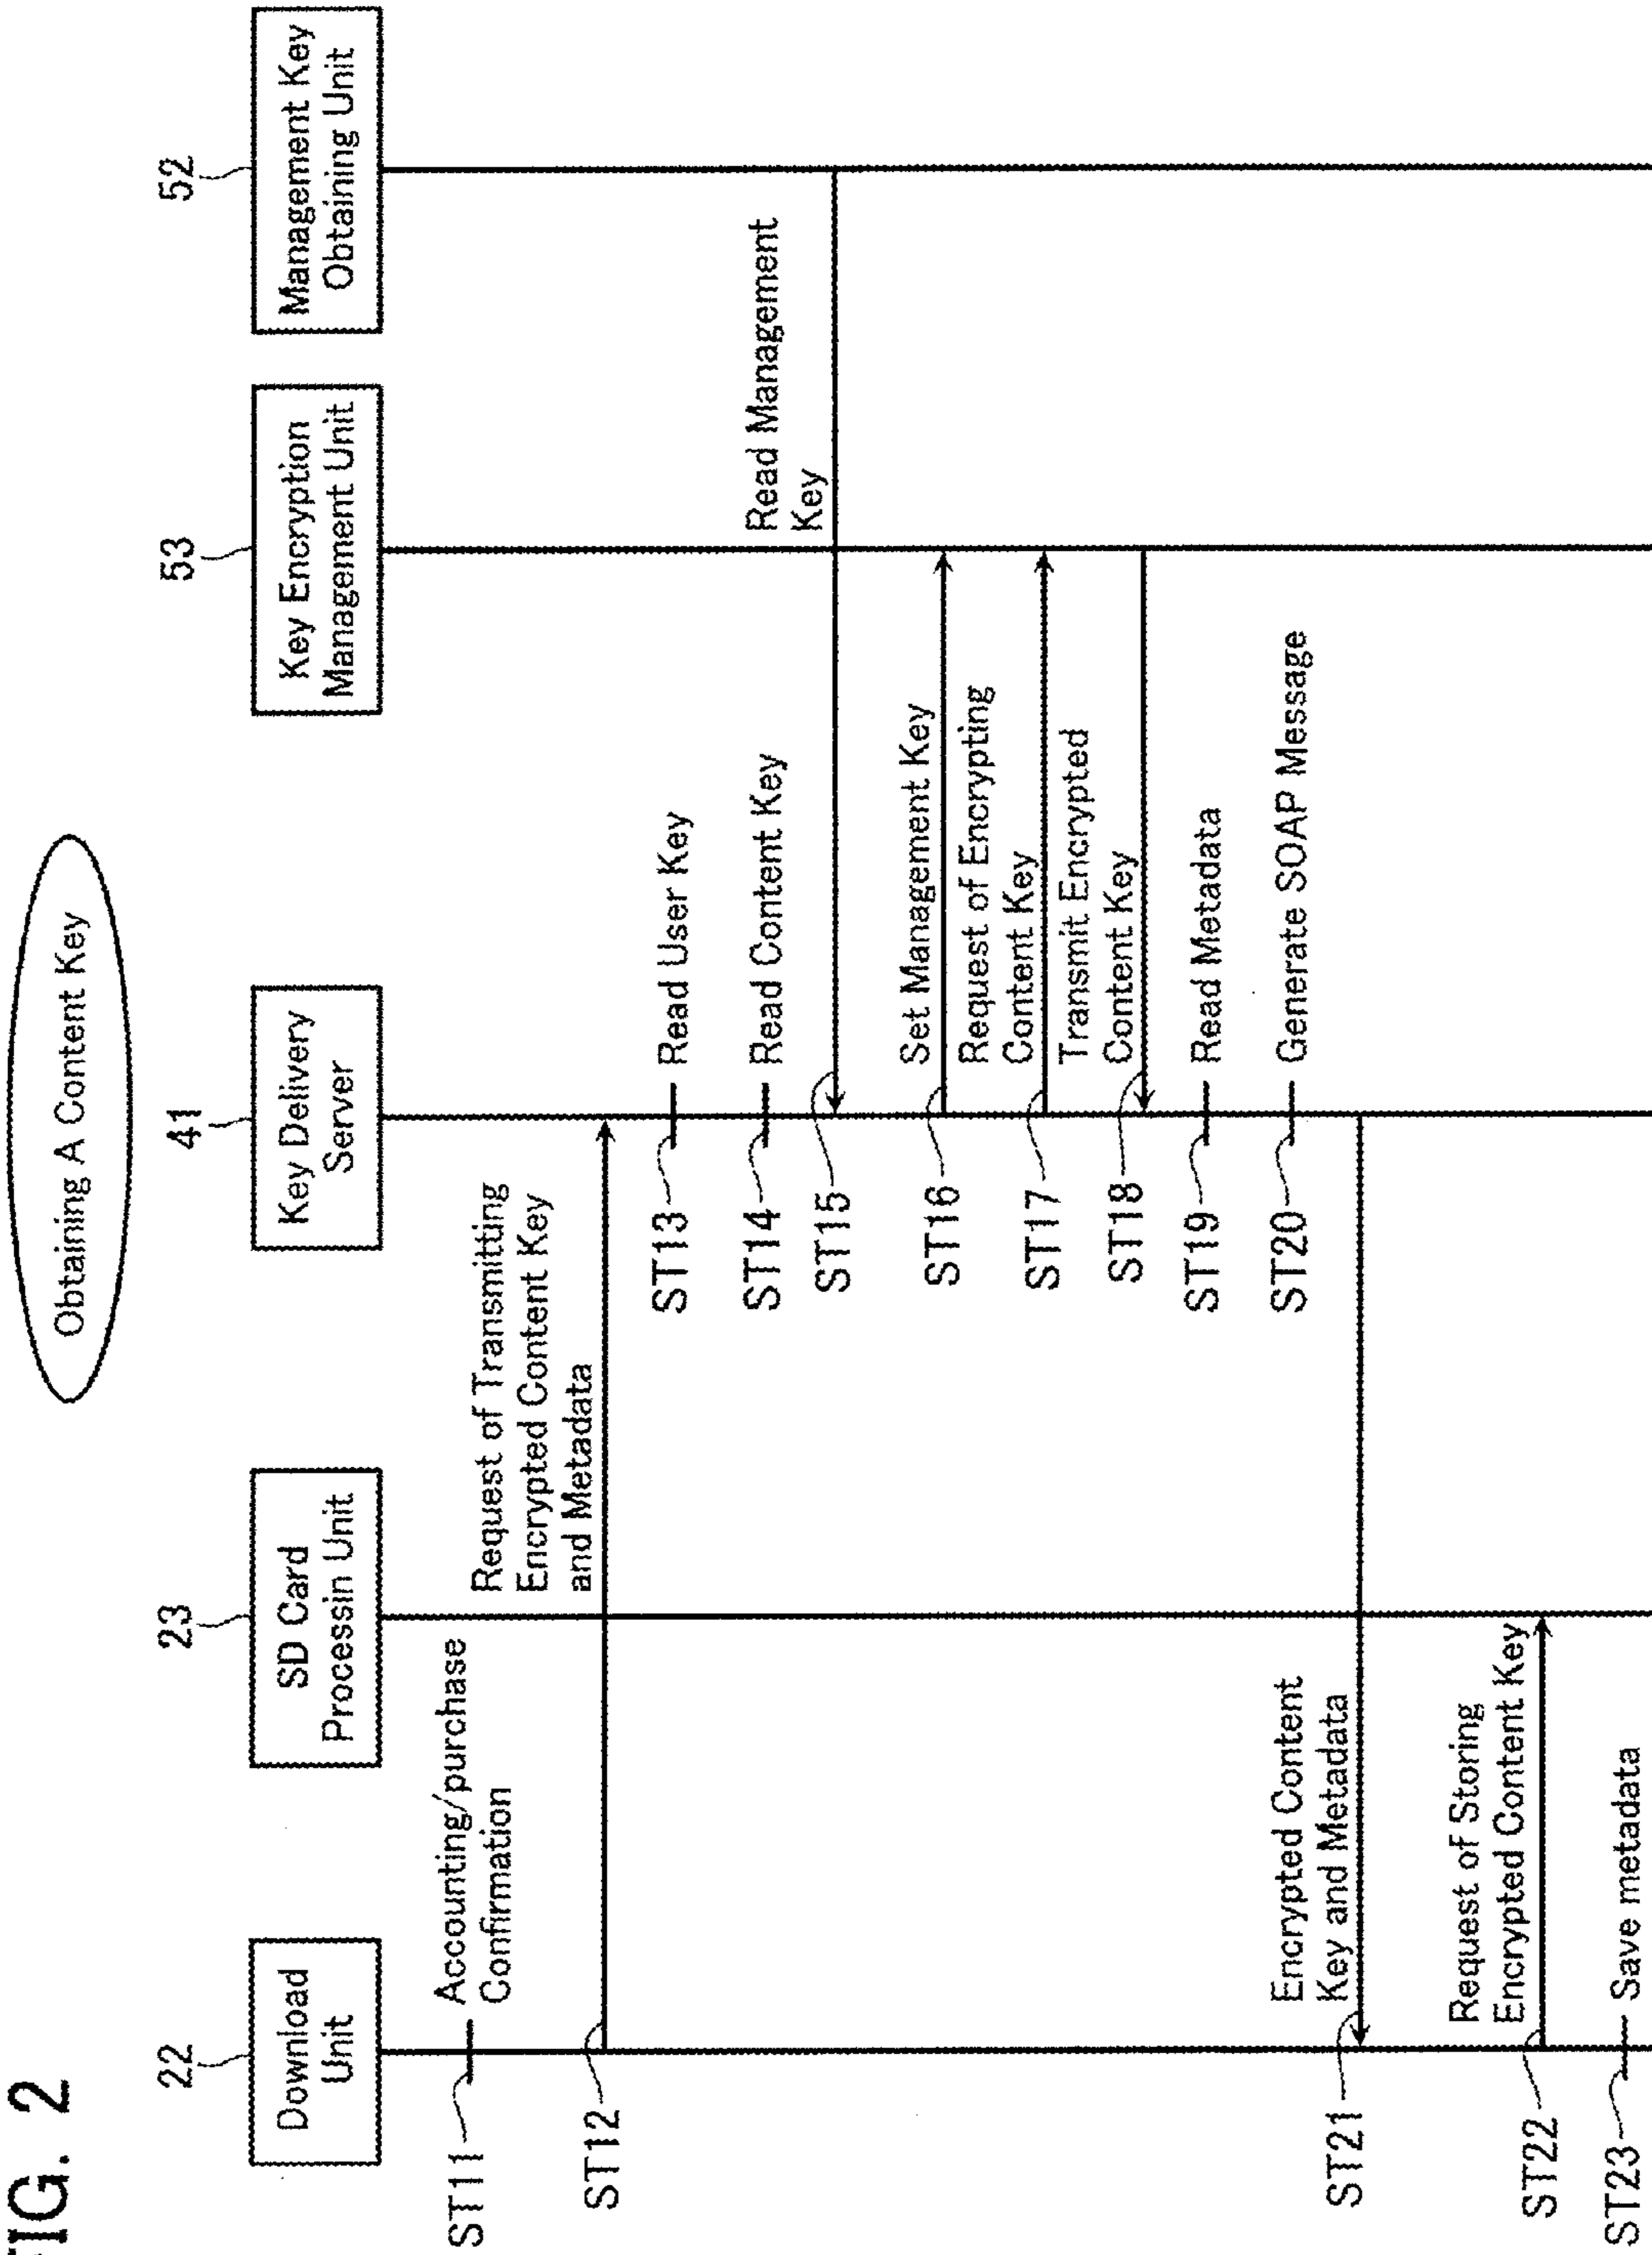 FIG. 2
Obtaining A Content Key
22
23
41
53
52
Download
Unit
SD Card
Processin Unit
Key Delivery
Server
Key Encryption
Management Unit
Management Key
Obtaining Unit
ST11
Accounting/purchase
Confirmation
ST12
Request of Transmitting
Encrypted Content Key
and Metadata
ST13
Read User Key
ST14
Read Content Key
ST15
Read Management
Key
ST16
Set Management Key
ST17
Request of Encrypting
Content Key
ST18
Transmit Encrypted
Content Key
ST19
Read Metadata
ST20
Generate SOAP Message
ST21
Encrypted Content
Key and Metadata
ST22
Request of Storing
Encrypted Content Key
ST23
Save metadata